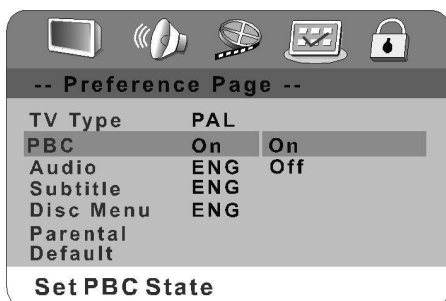 -- Preference Page --
TV Type PAL
PBC On On
Audio ENG Off
Subtitle ENG
Disc Menu ENG
Parental
Default
Set PBC State